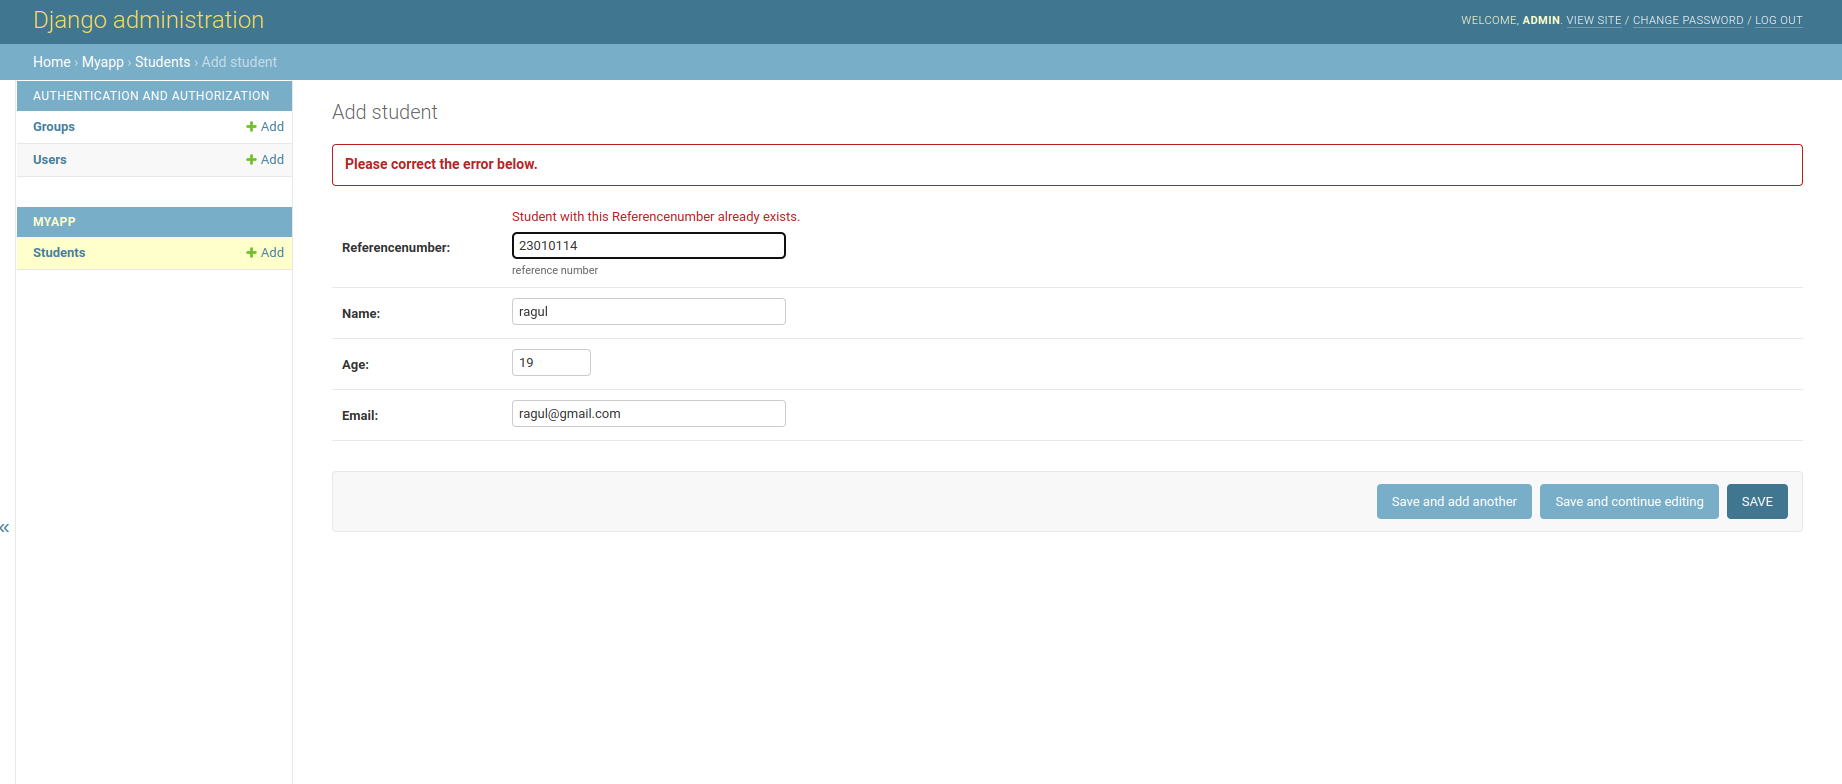 Django administration
WELCOME, ADMIN. VIEW SITE / CHANGE PASSWORD / LOG OUT
Home › Myapp › Students › Add student
AUTHENTICATION AND AUTHORIZATION
Groups + Add
Users + Add
MYAPP
Students + Add
«
Add student
Please correct the error below.
Student with this Referencenumber already exists.
Referencenumber: 23010114
reference number
Name: ragul
Age: 19
Email: ragul@gmail.com
Save and add another Save and continue editing SAVE